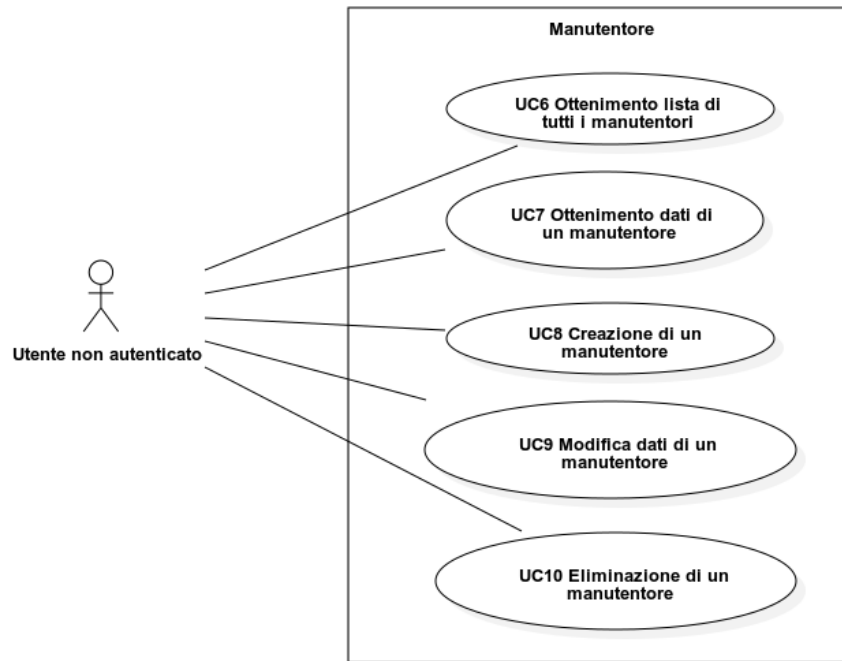 Manutentore
UC6 Ottenimento lista di
tutti i manutentori
UC7 Ottenimento dati di
un manutentore
UC8 Creazione di un
manutentore
Utente non autenticato
UC9 Modifica dati di un
manutentore
UC10 Eliminazione di un
manutentore